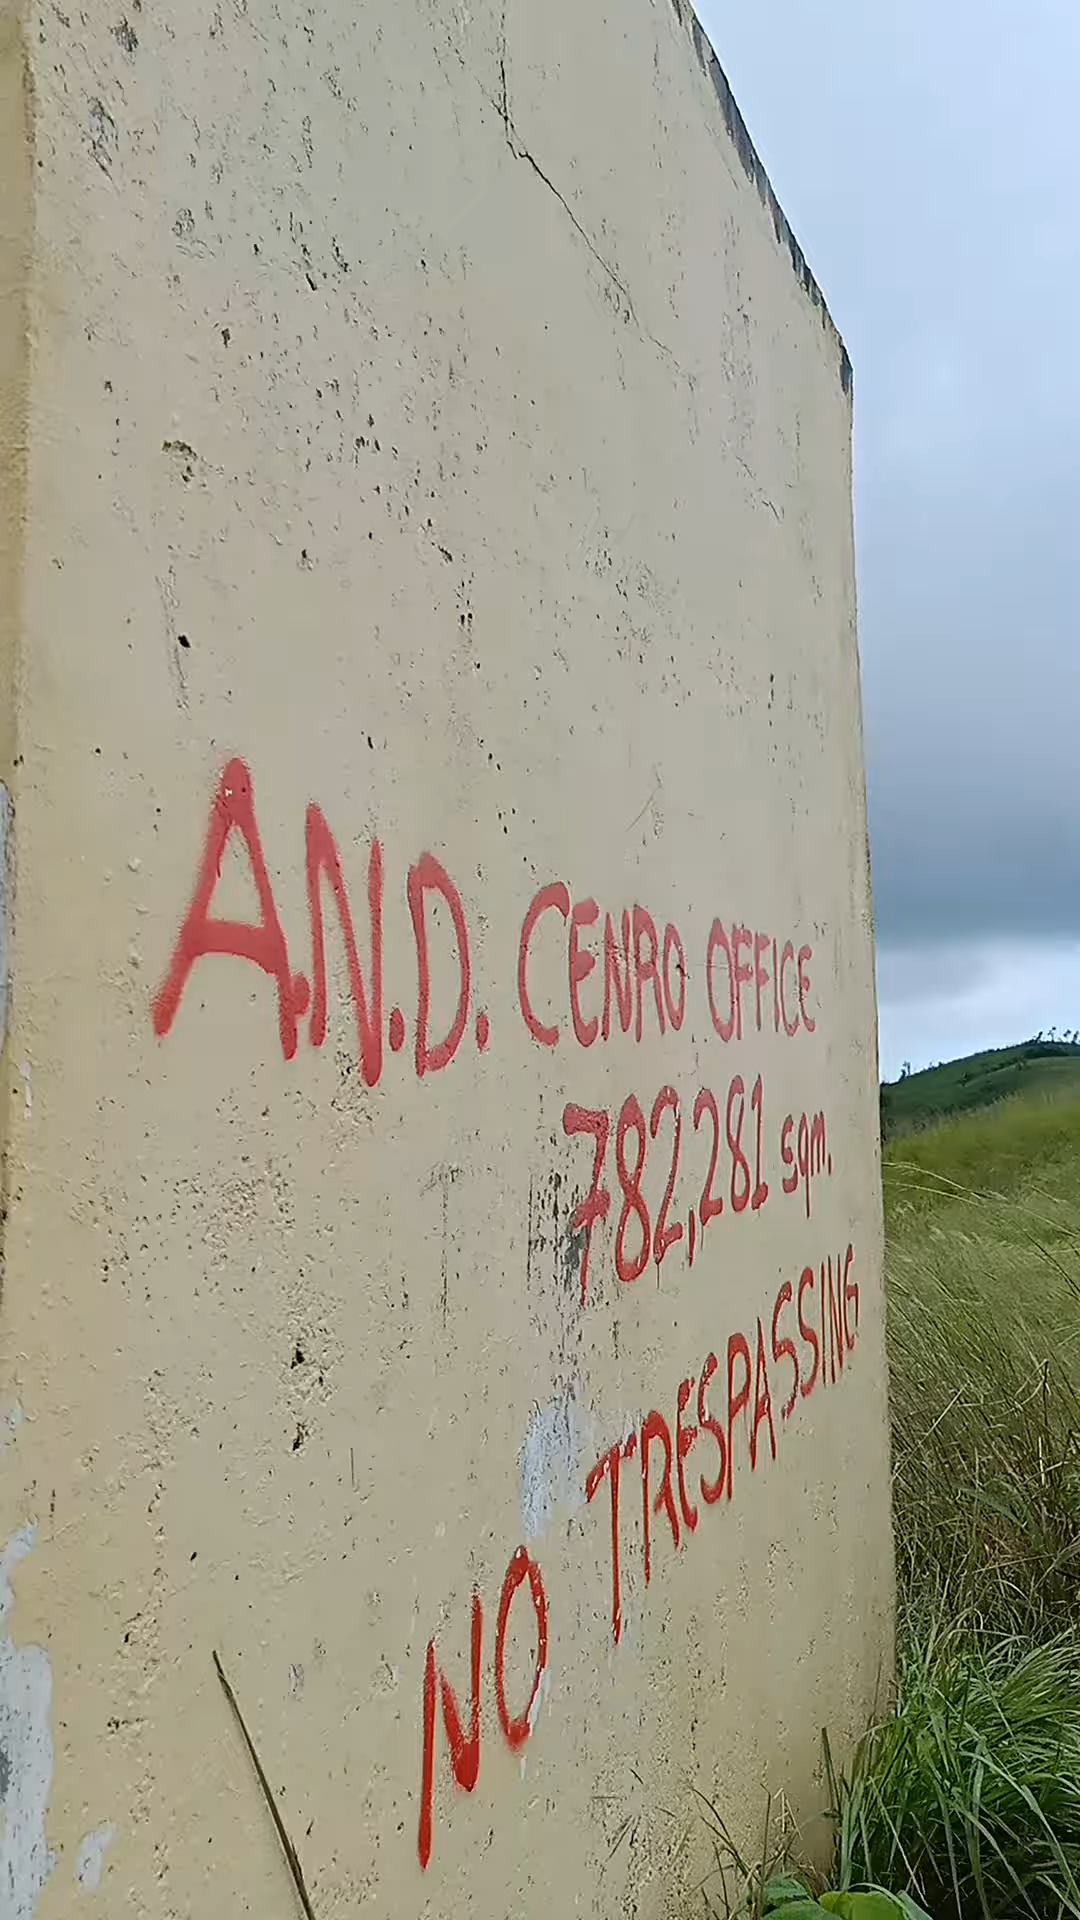 A.N.D. CENRO OFFICE
782,281 sqm.
NO TRESPASSING